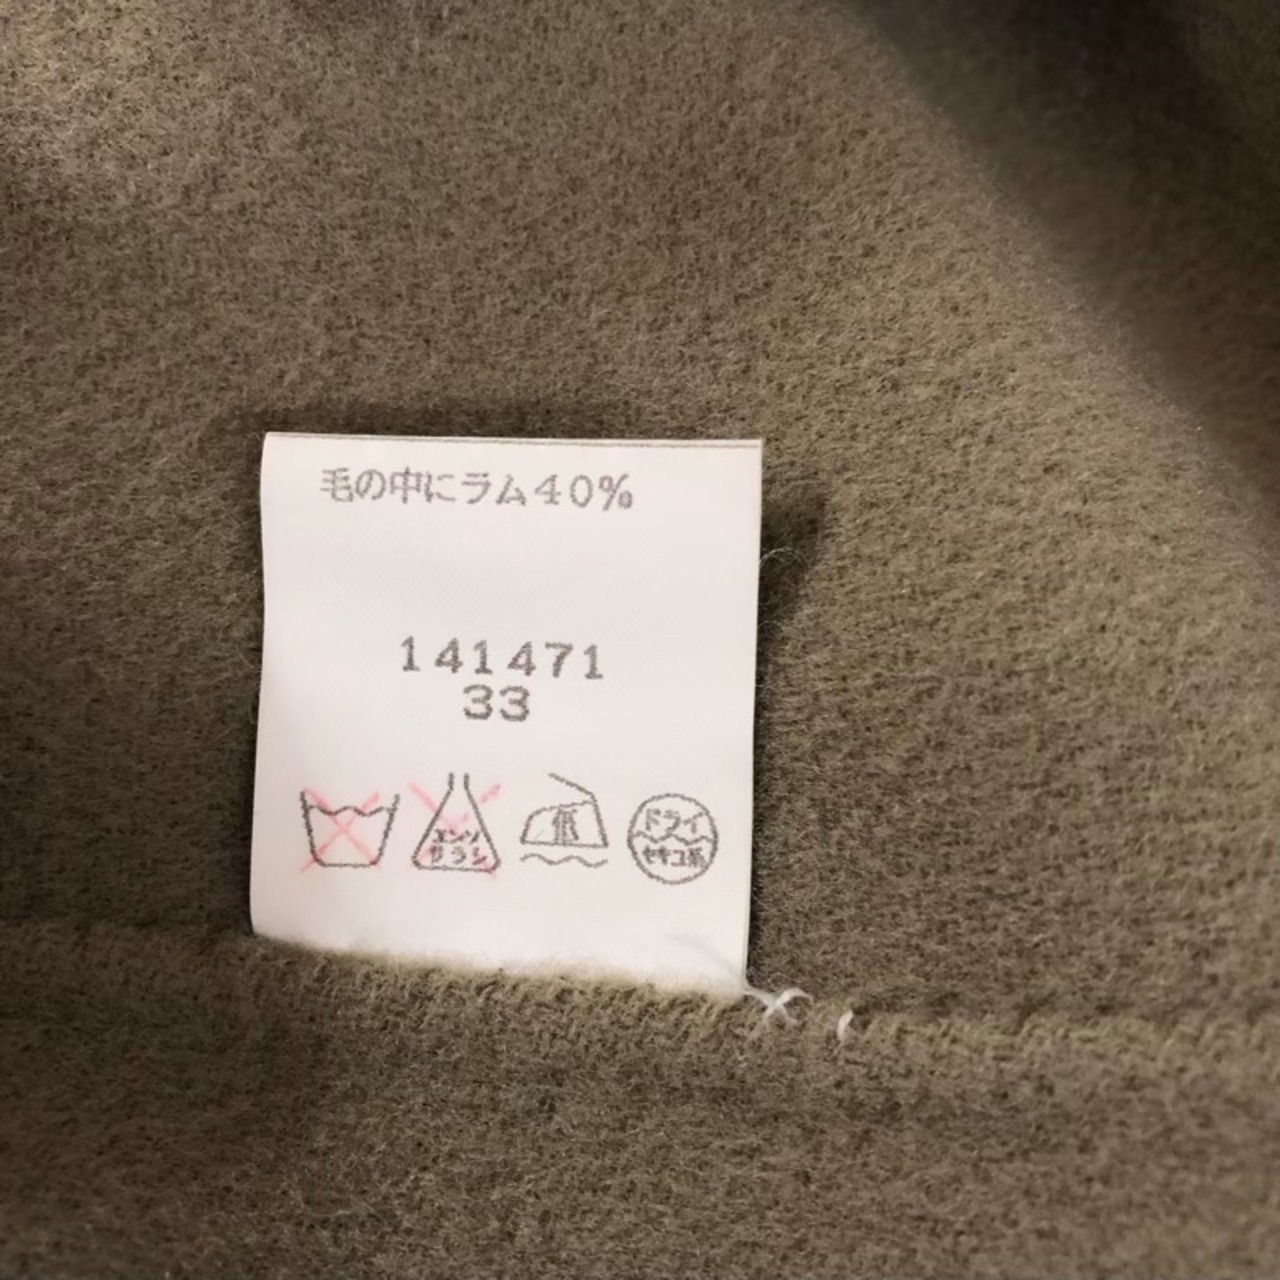 毛の中にラム40%
141471
33
エンソ
サラシ
低
ドライ
セキユ系